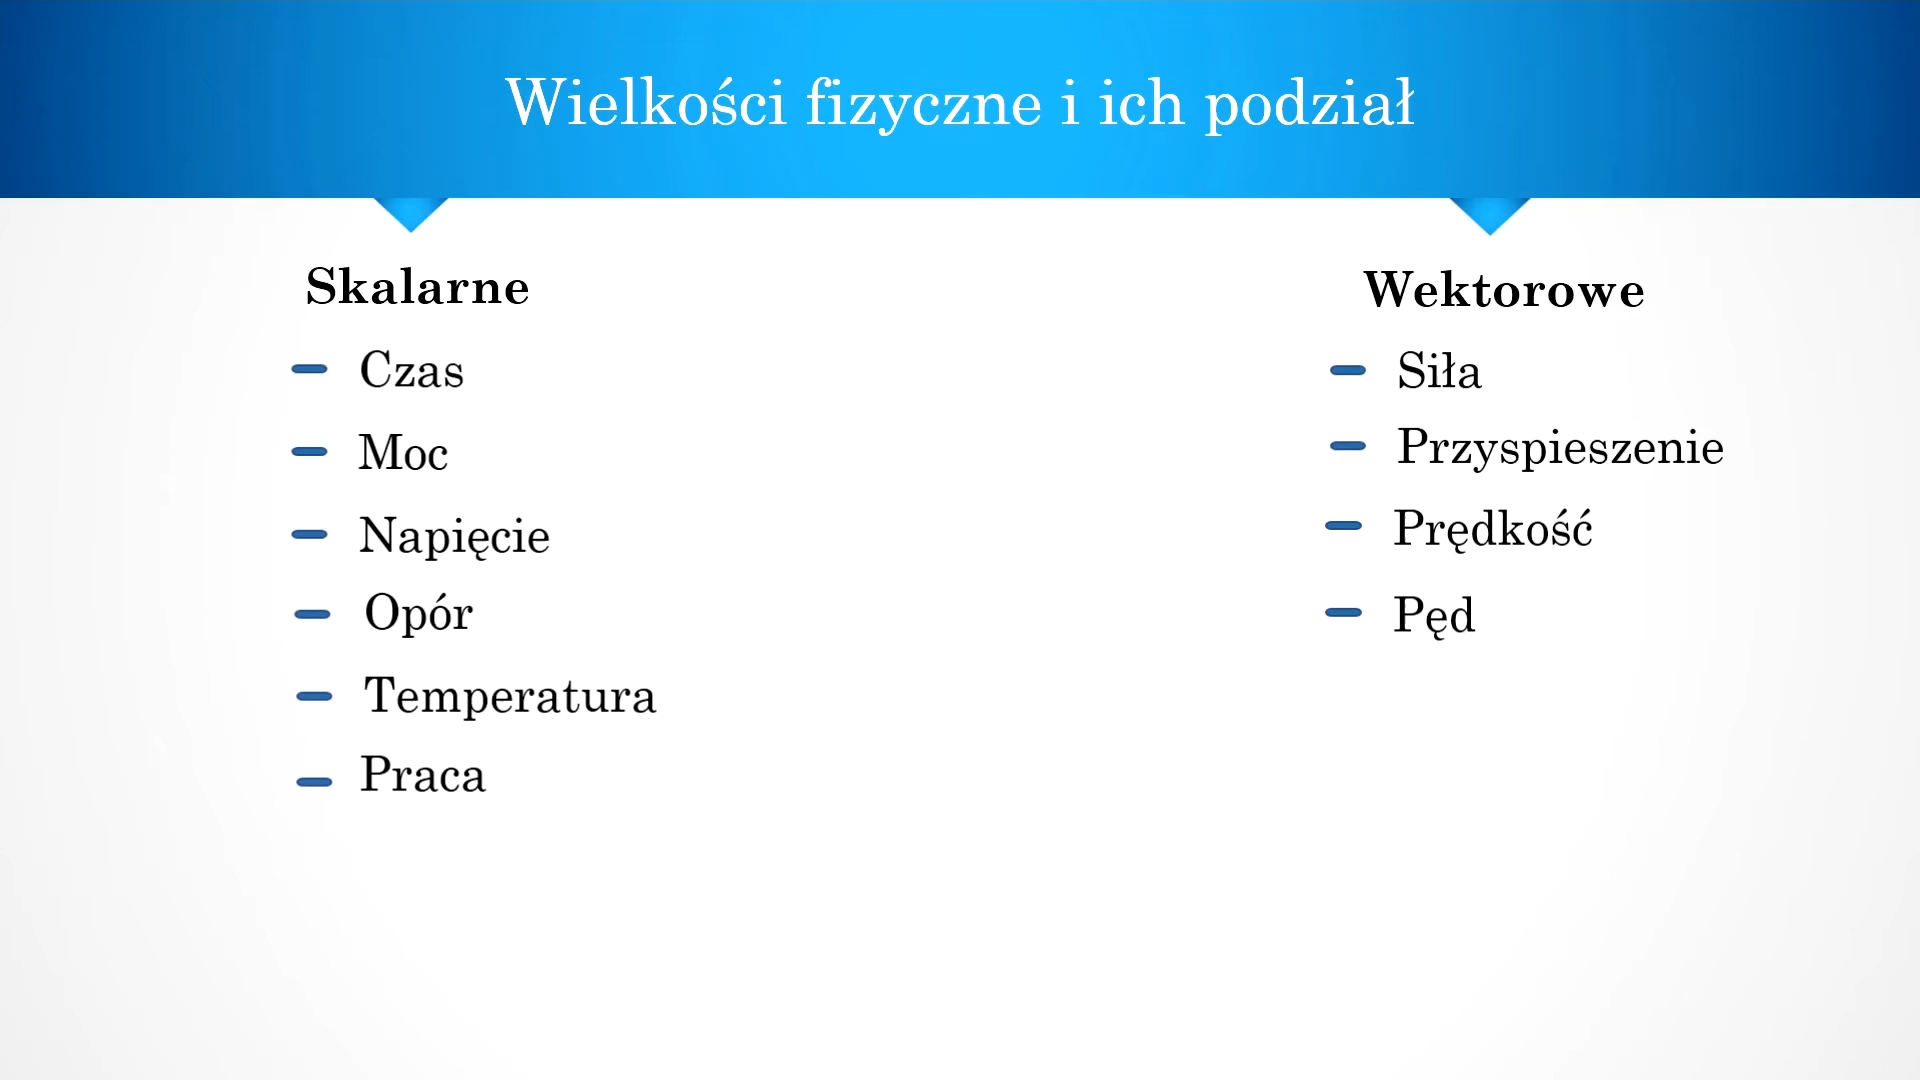 Wielkości fizyczne i ich podział
Skalarne
Czas
Moc
Napięcie
Opór
Temperatura
Praca
Wektorowe
Siła
Przyspieszenie
Prędkość
Pęd